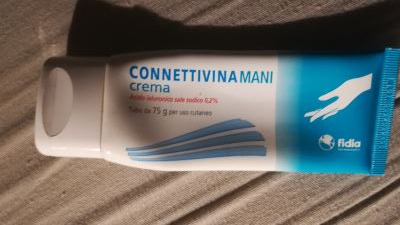 CONNETTIVINA MANI
crema
Acido ialuronico sale sodico 0,2%
Tubo da 75 g per uso cutaneo
fidia